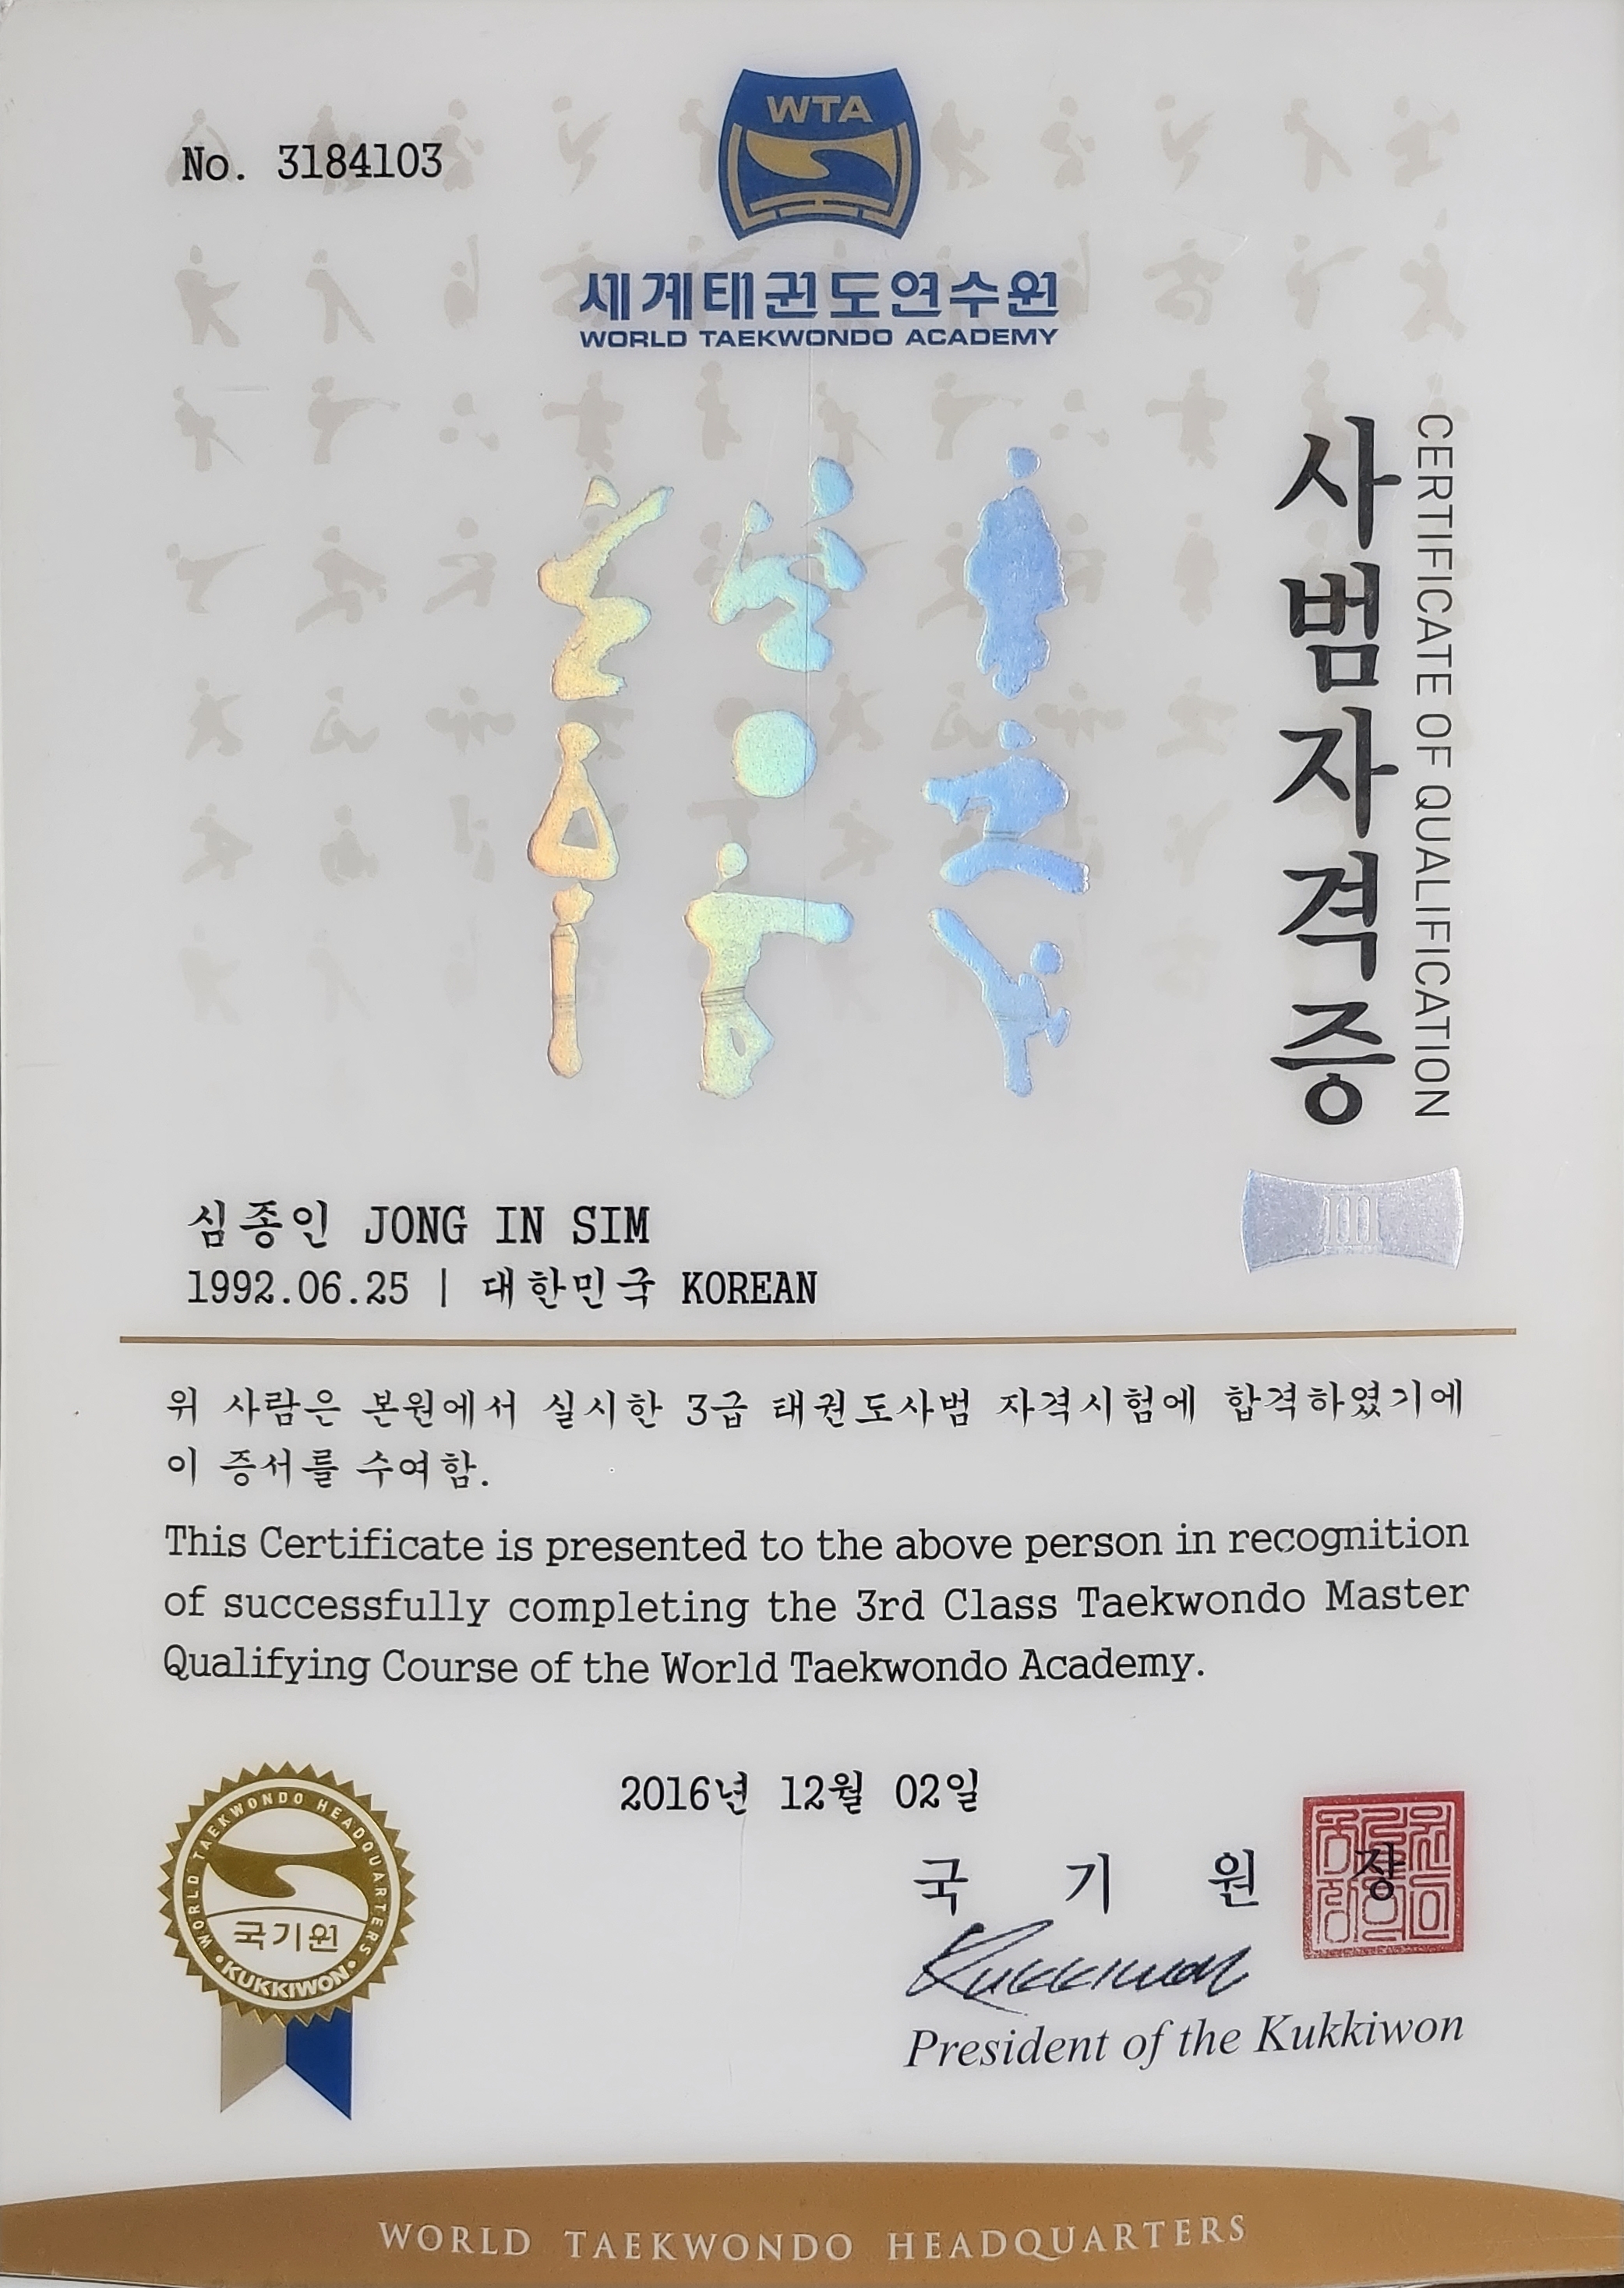 No. 3184103
WTA
세계태권도연수원
WORLD TAEKWONDO ACADEMY
사범자격증
CERTIFICATE OF QUALIFICATION
III
심종인 JONG IN SIM
1992.06.25 | 대한민국 KOREAN
위 사람은 본원에서 실시한 3급 태권도사범 자격시험에 합격하였기에
이 증서를 수여함.
This Certificate is presented to the above person in recognition
of successfully completing the 3rd Class Taekwondo Master
Qualifying Course of the World Taekwondo Academy.
2016년 12월 02일
국 기 원 장
Kukkiwon
President of the Kukkiwon
WORLD TAEKWONDO HEADQUARTERS
국기원
• KUKKIWON •
WORLD TAEKWONDO HEADQUARTERS